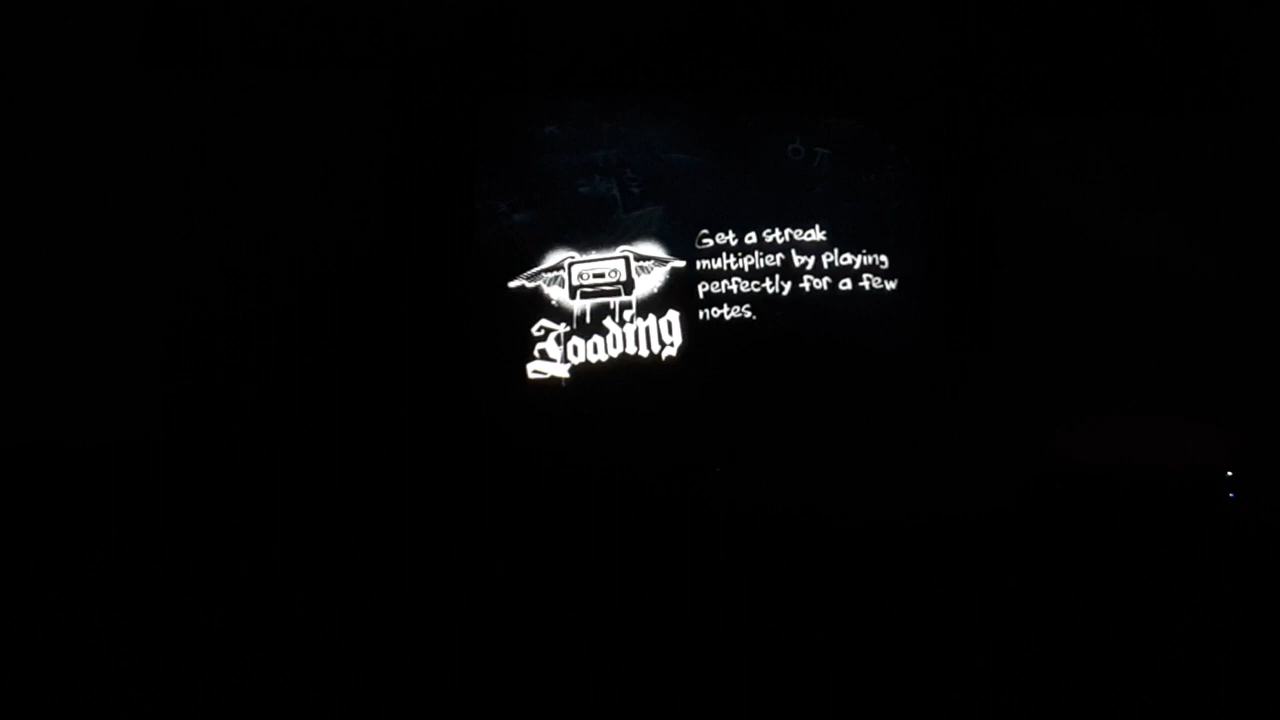 Get a streak
multiplier by playing
perfectly for a few
notes.
Loading